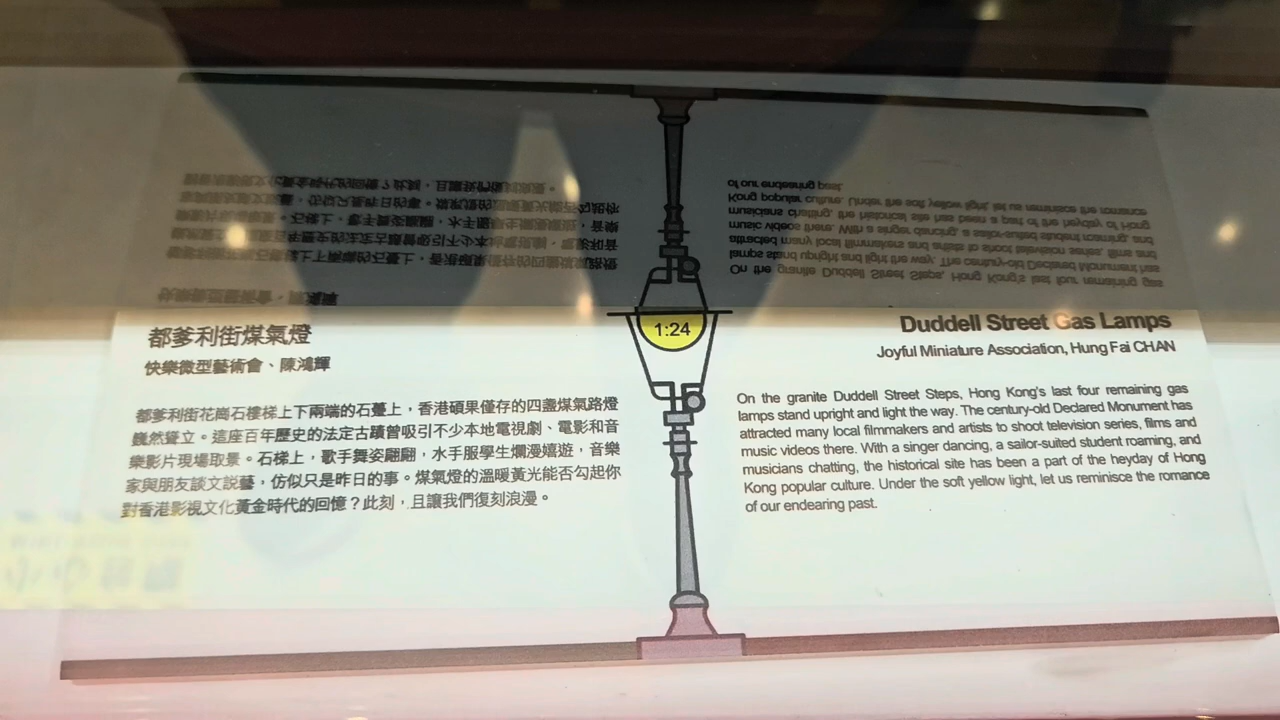 都爹利街煤氣燈
快樂微型藝術會、陳鴻輝
都爹利街花崗石樓梯上下兩端的石躉上，香港碩果僅存的四盞煤氣路燈
巍然聳立。這座百年歷史的法定古蹟曾吸引不少本地電視劇、電影和音
樂影片現場取景。石梯上，歌手舞姿翩翩，水手服學生爛漫嬉遊，音樂
家與朋友談文説藝，仿似只是昨日的事。煤氣燈的溫暖黃光能否勾起你
對香港影視文化黃金時代的回憶？此刻，且讓我們復刻浪漫。
1:24
Duddell Street Gas Lamps
Joyful Miniature Association, Hung Fai CHAN
On the granite Duddell Street Steps, Hong Kong's last four remaining gas
lamps stand upright and light the way. The century-old Declared Monument has
attracted many local filmmakers and artists to shoot television series, films and
music videos there. With a singer dancing, a sailor-suited student roaming, and
musicians chatting, the historical site has been a part of the heyday of Hong
Kong popular culture. Under the soft yellow light, let us reminisce the romance
of our endearing past.